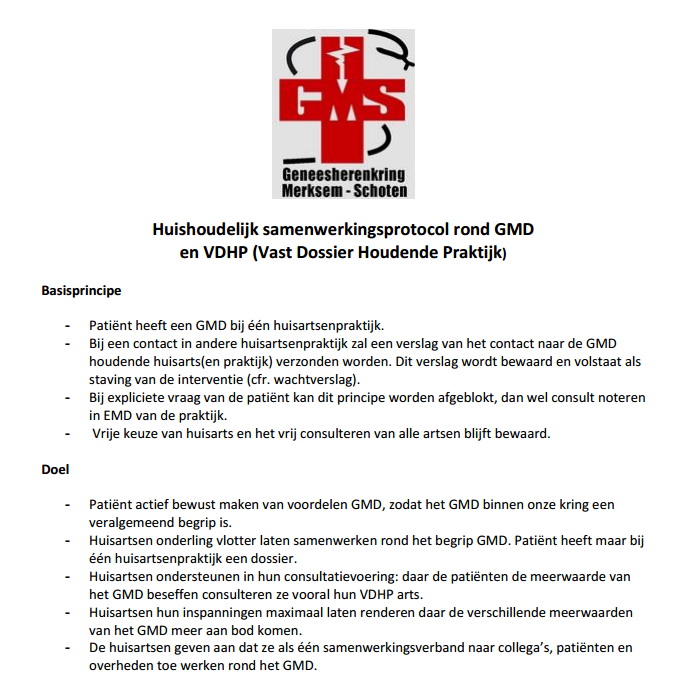 GMS
Geneesherenkring
Merksem - Schoten
Huishoudelijk samenwerkingsprotocol rond GMD
en VDHP (Vast Dossier Houdende Praktijk)
Basisprincipe
- Patiënt heeft een GMD bij één huisartsenpraktijk.
- Bij een contact in andere huisartsenpraktijk zal een verslag van het contact naar de GMD
houdende huisarts(en praktijk) verzonden worden. Dit verslag wordt bewaard en volstaat als
staving van de interventie (cfr. wachtverslag).
- Bij expliciete vraag van de patiënt kan dit principe worden afgeblokt, dan wel consult noteren
in EMD van de praktijk.
- Vrije keuze van huisarts en het vrij consulteren van alle artsen blijft bewaard.
Doel
- Patiënt actief bewust maken van voordelen GMD, zodat het GMD binnen onze kring een
veralgemeend begrip is.
- Huisartsen onderling vlotter laten samenwerken rond het begrip GMD. Patiënt heeft maar bij
één huisartsenpraktijk een dossier.
- Huisartsen ondersteunen in hun consultatievoering: daar de patiënten de meerwaarde van
het GMD beseffen consulteren ze vooral hun VDHP arts.
- Huisartsen hun inspanningen maximaal laten renderen daar de verschillende meerwaarden
van het GMD meer aan bod komen.
- De huisartsen geven aan dat ze als één samenwerkingsverband naar collega’s, patiënten en
overheden toe werken rond het GMD.